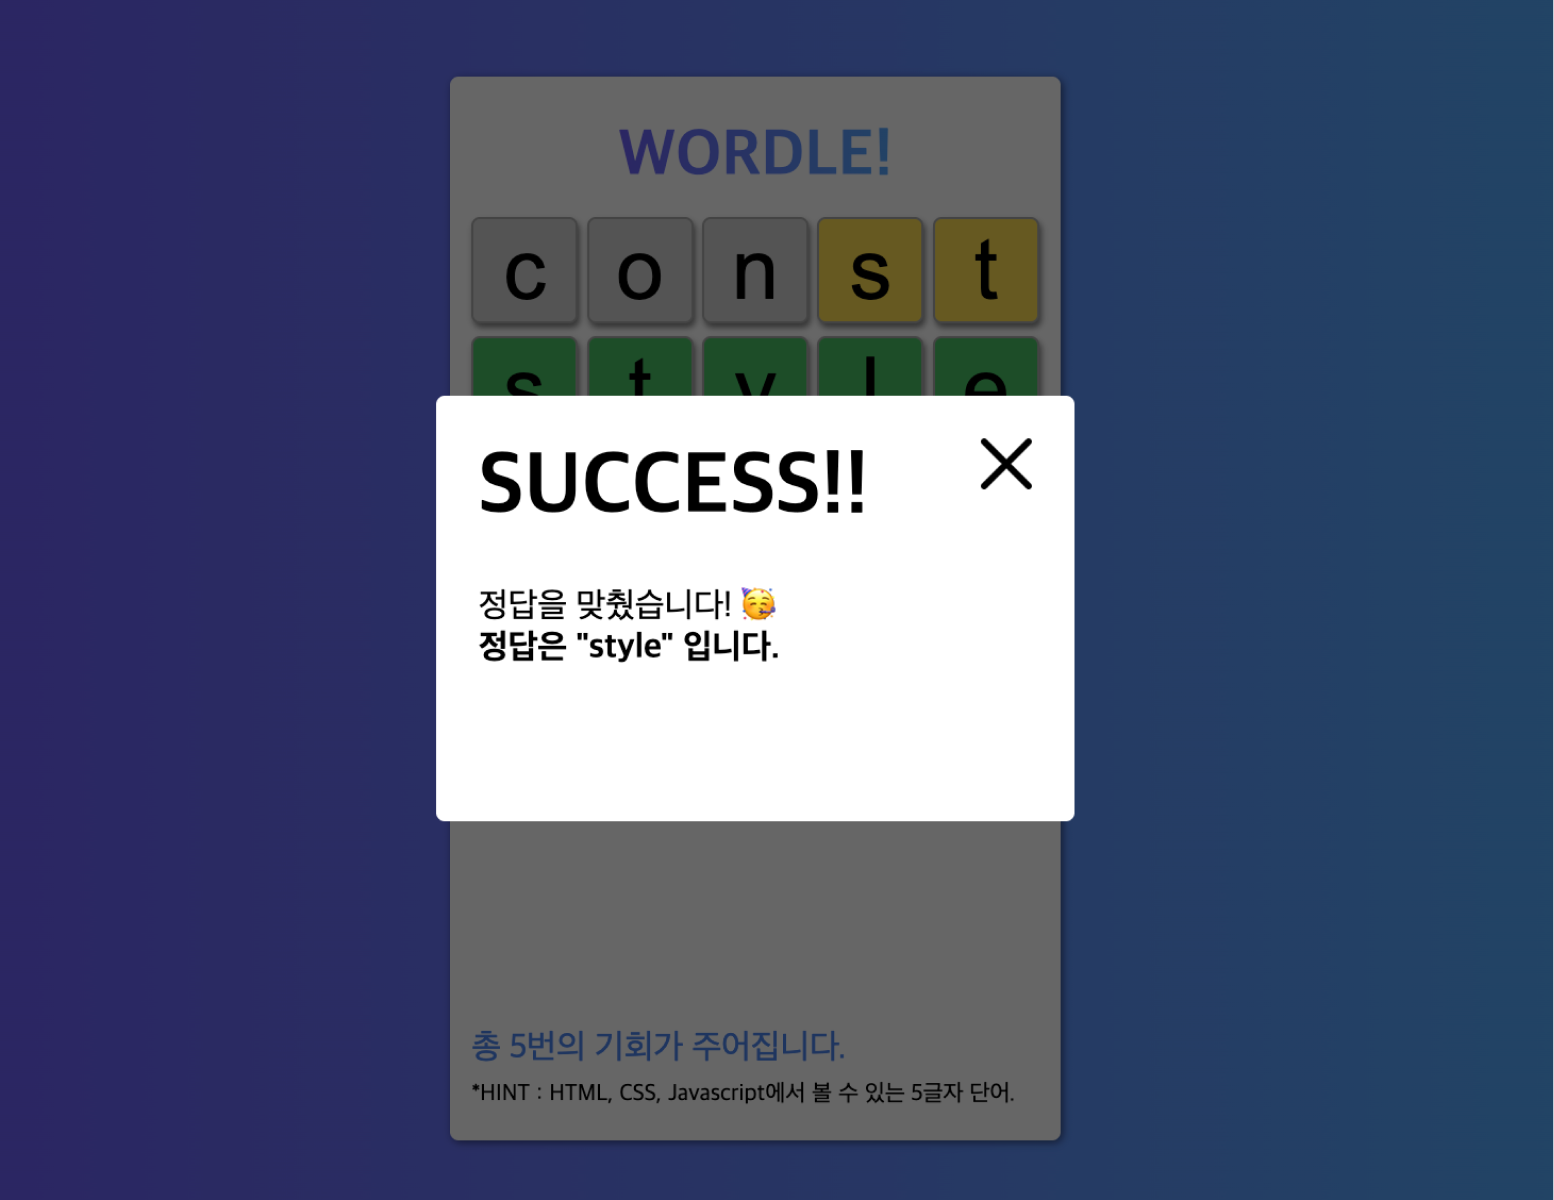 WORDLE!
c o n s t
s t y l e
SUCCESS!!
정답을 맞췄습니다! 🥳
정답은 "style" 입니다.
총 5번의 기회가 주어집니다.
*HINT : HTML, CSS, Javascript에서 볼 수 있는 5글자 단어.